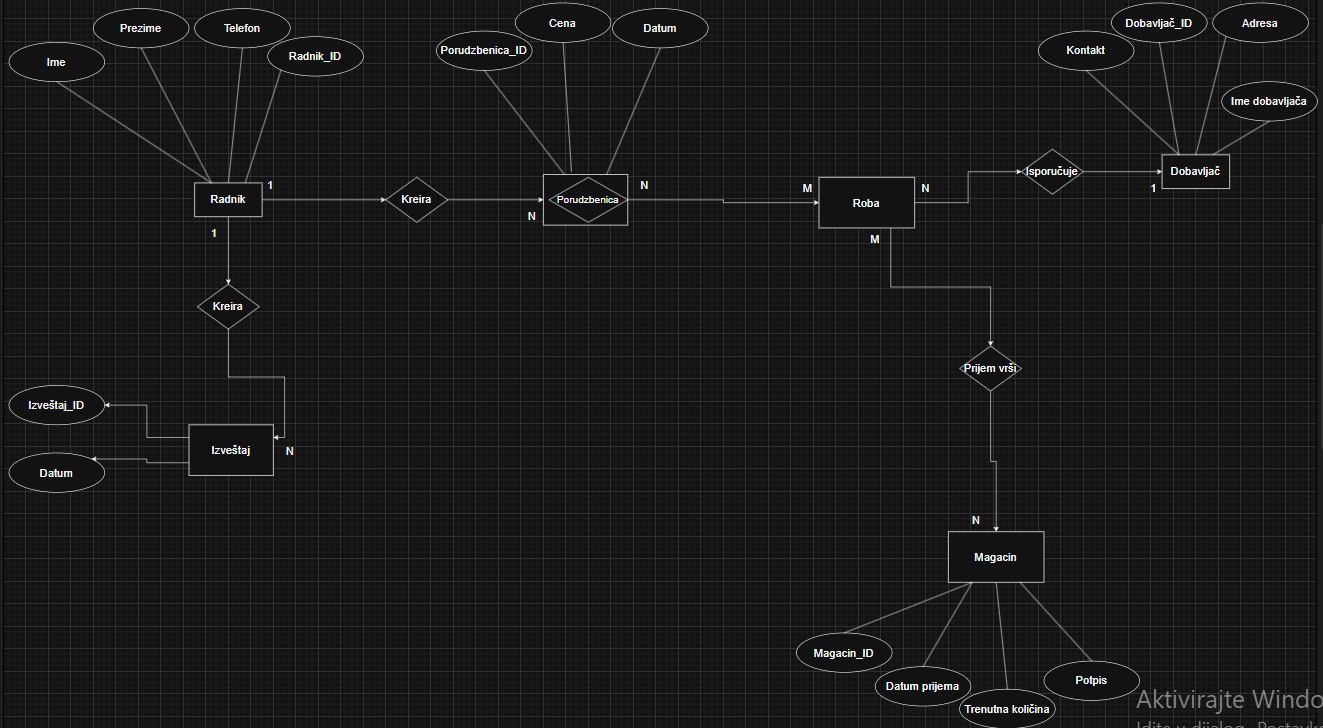 Ime
Prezime
Telefon
Radnik_ID
Porudzbenica_ID
Cena
Datum
Kontakt
Dobavljač_ID
Adresa
Ime dobavljača
Radnik
1
1
Kreira
N
Porudzbenica
N
M
Roba
N
M
Isporučuje
1
Dobavljač
Kreira
Prijem vrši
Izveštaj_ID
Datum
Izveštaj
N
N
Magacin
Magacin_ID
Datum prijema
Trenutna količina
Potpis
Aktivirajte Windo
Idite u dijalog